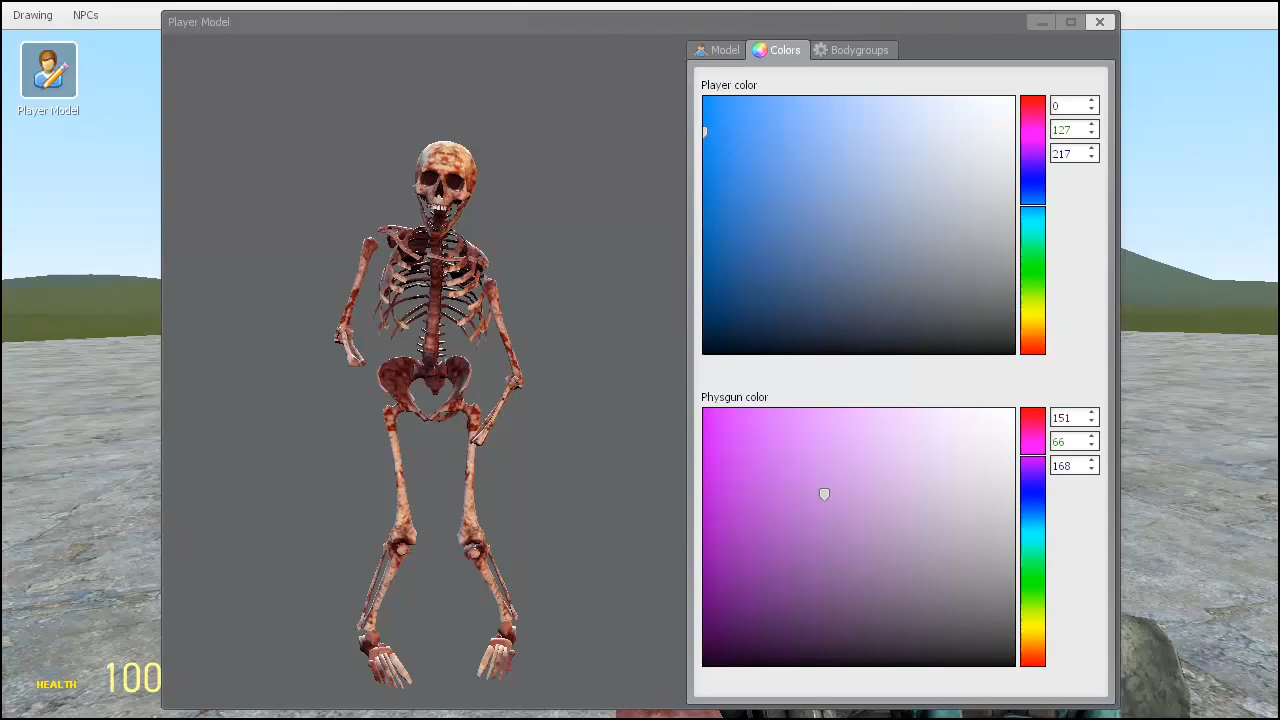 Drawing NPCs
Player Model
Player Model
Model Colors Bodygroups
Player color
0
127
217
Physgun color
151
66
168
HEALTH 100